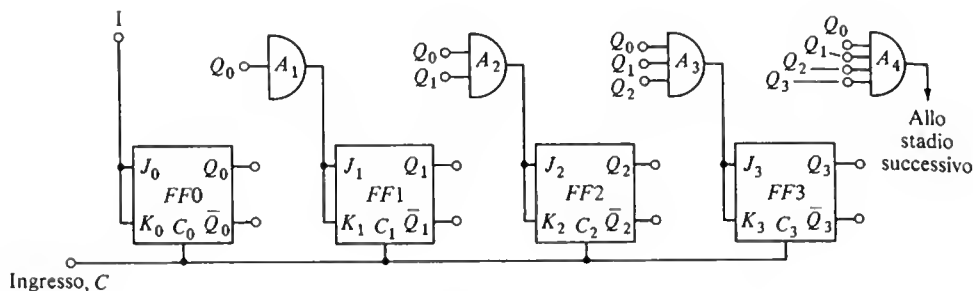 I
Q₀ A₁
Q₀ Q₁ A₂
Q₀ Q₁ Q₂ A₃
Q₀ Q₁ Q₂ Q₃ A₄
Allo
stadio
successivo
J₀ Q₀
FF0
K₀ C₀ Q̅₀
J₁ Q₁
FF1
K₁ C₁ Q̅₁
J₂ Q₂
FF2
K₂ C₂ Q̅₂
J₃ Q₃
FF3
K₃ C₃ Q̅₃
Ingresso, C